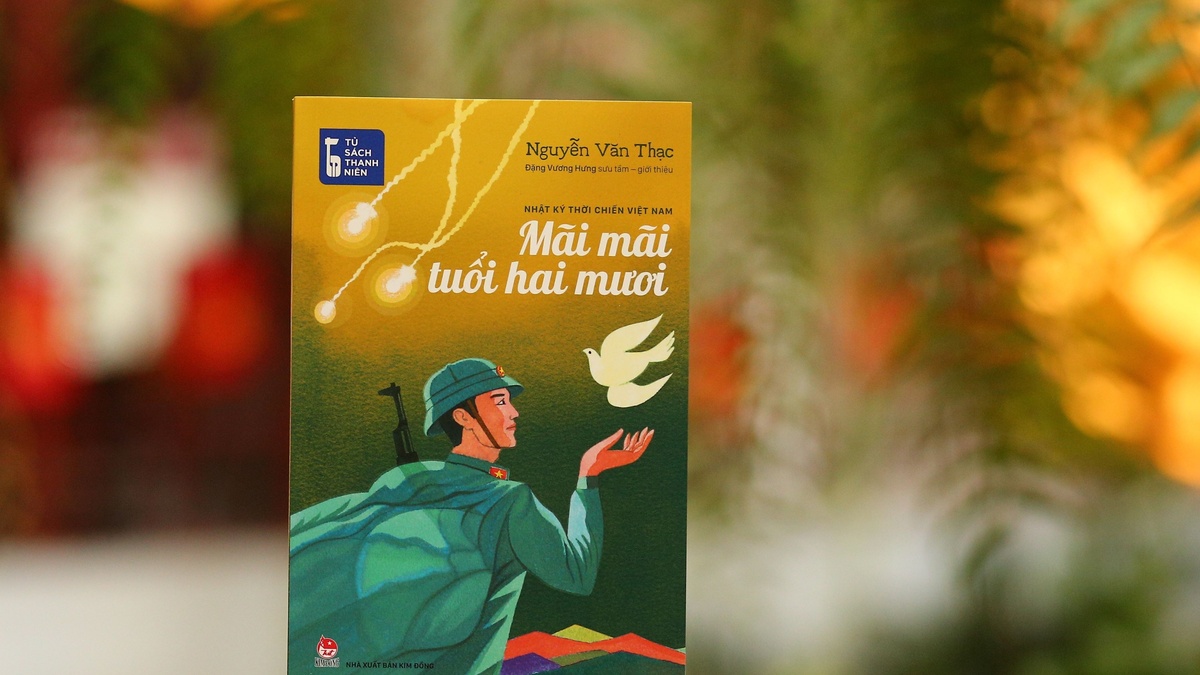 TỦ
SÁCH
THANH
NIÊN
Nguyễn Văn Thạc
Đặng Vương Hưng sưu tầm – giới thiệu
NHẬT KÝ THỜI CHIẾN VIỆT NAM
Mãi mãi
tuổi hai mươi
NHÀ XUẤT BẢN KIM ĐỒNG